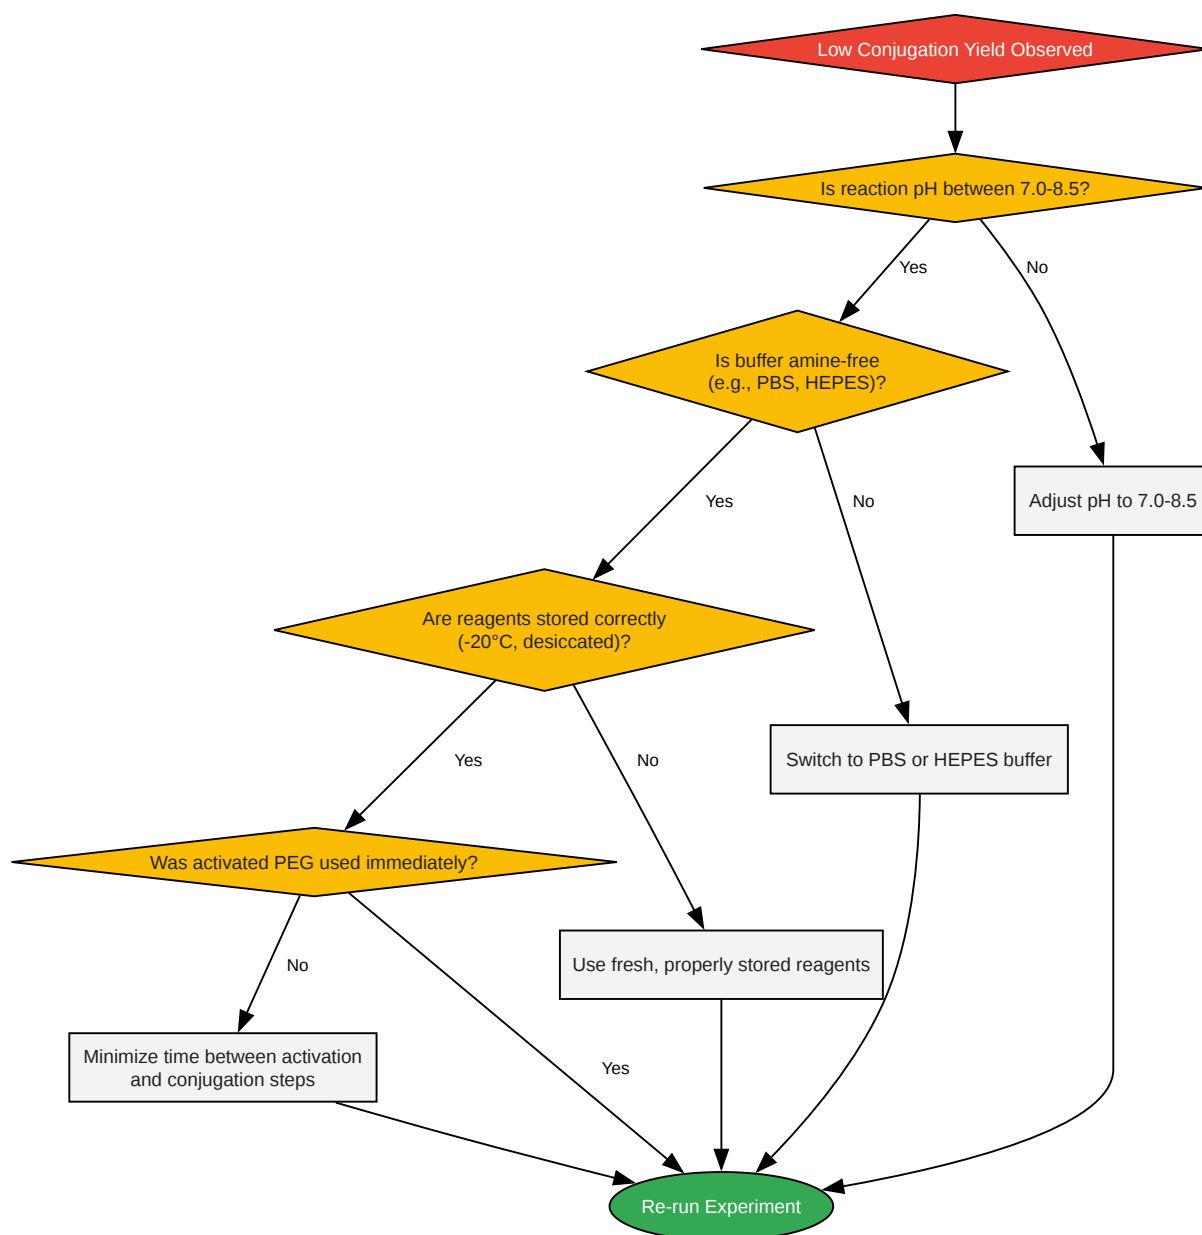 Low Conjugation Yield Observed
Is reaction pH between 7.0-8.5?
Yes
No
Is buffer amine-free
(e.g., PBS, HEPES)?
Yes
No
Adjust pH to 7.0-8.5
Are reagents stored correctly
(-20°C, desiccated)?
Yes
No
Switch to PBS or HEPES buffer
Was activated PEG used immediately?
No
Use fresh, properly stored reagents
Minimize time between activation
and conjugation steps
Yes
Re-run Experiment